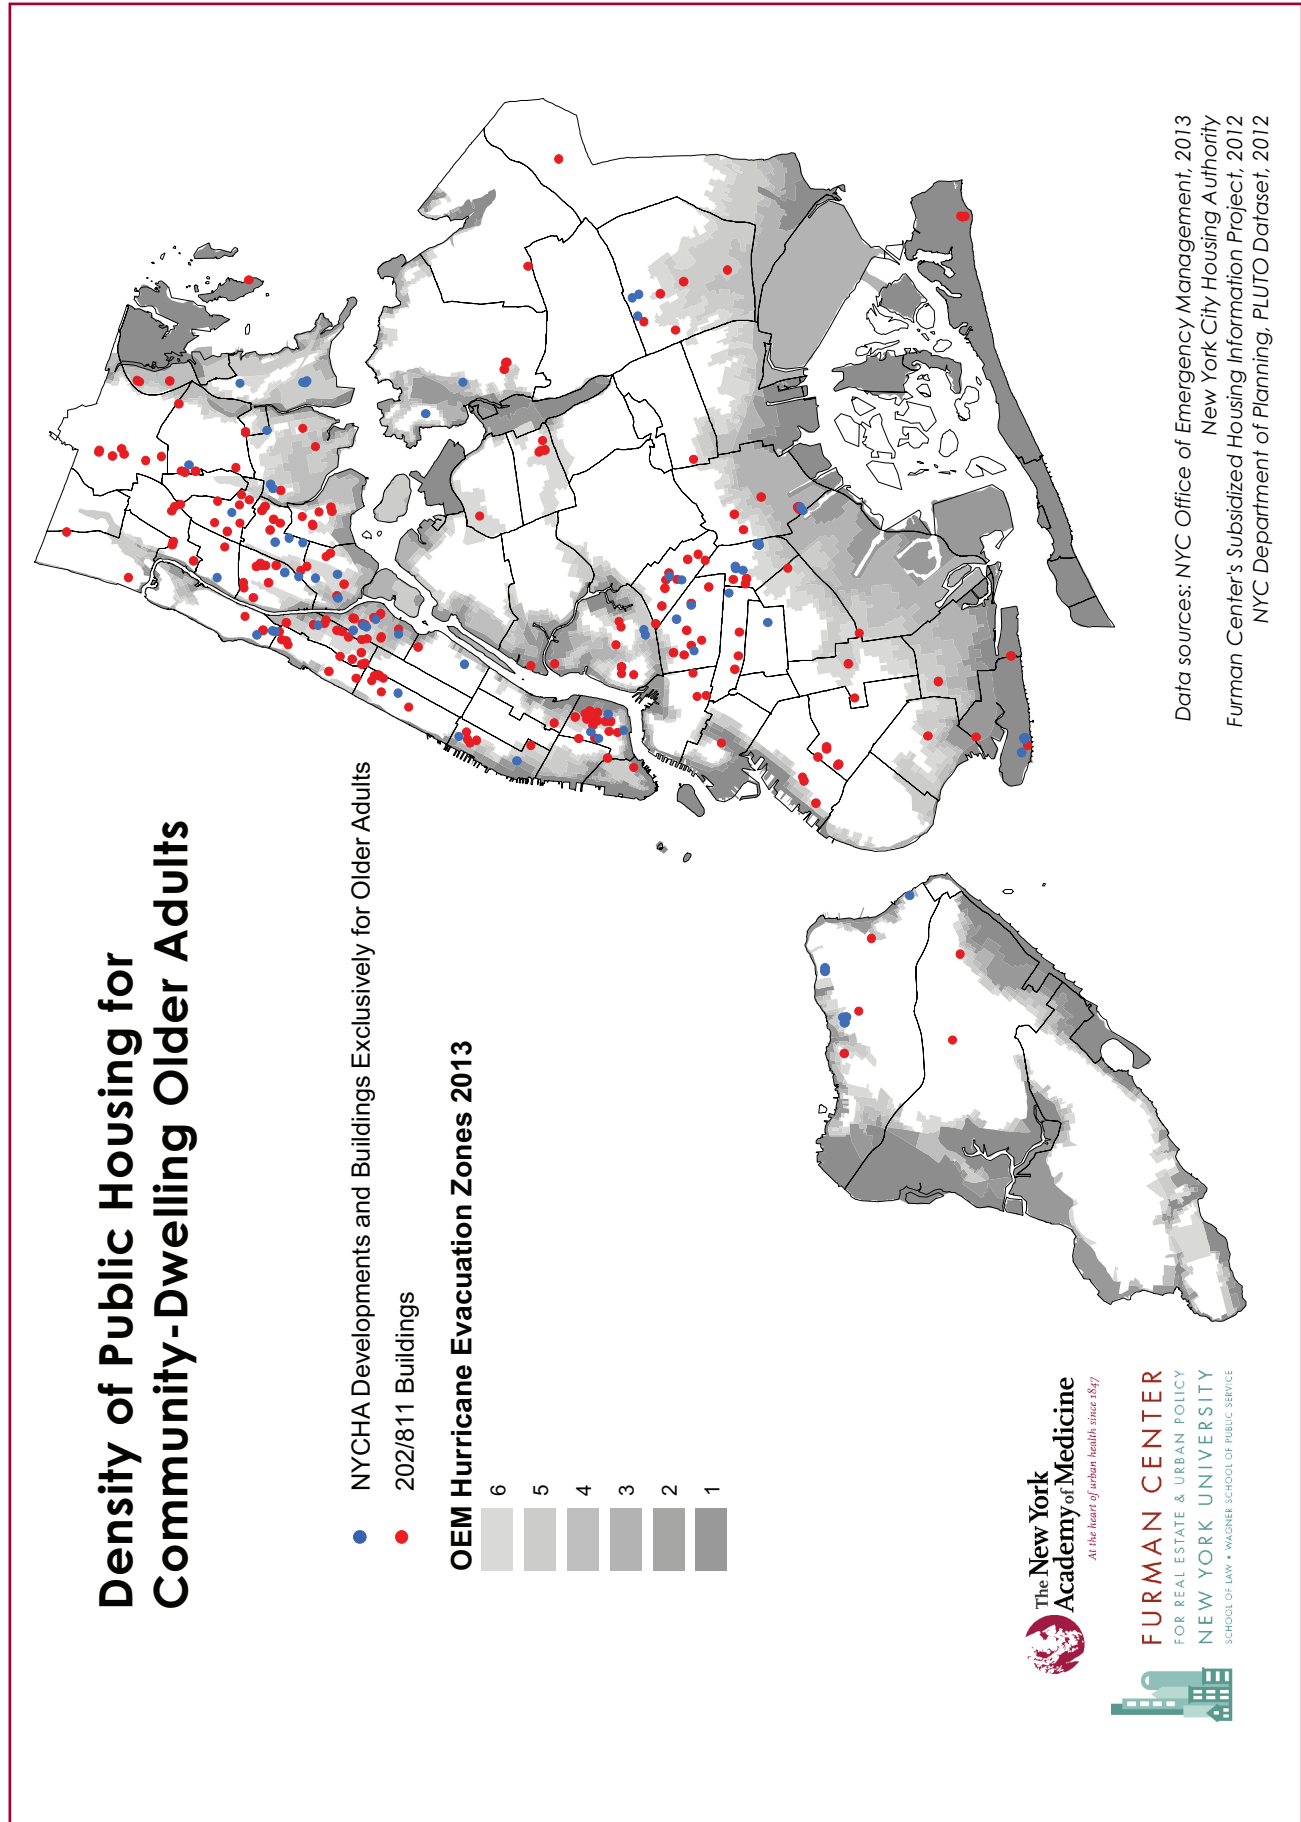 Density of Public Housing for
Community-Dwelling Older Adults
NYCHA Developments and Buildings Exclusively for Older Adults
202/811 Buildings
OEM Hurricane Evacuation Zones 2013
6
5
4
3
2
1
The New York
Academy of Medicine
At the heart of urban health since 1847
FURMAN CENTER
FOR REAL ESTATE & URBAN POLICY
NEW YORK UNIVERSITY
SCHOOL OF LAW • WAGNER SCHOOL OF PUBLIC SERVICE
Data sources: NYC Office of Emergency Management, 2013
New York City Housing Authority
Furman Center's Subsidized Housing Information Project, 2012
NYC Department of Planning, PLUTO Dataset, 2012